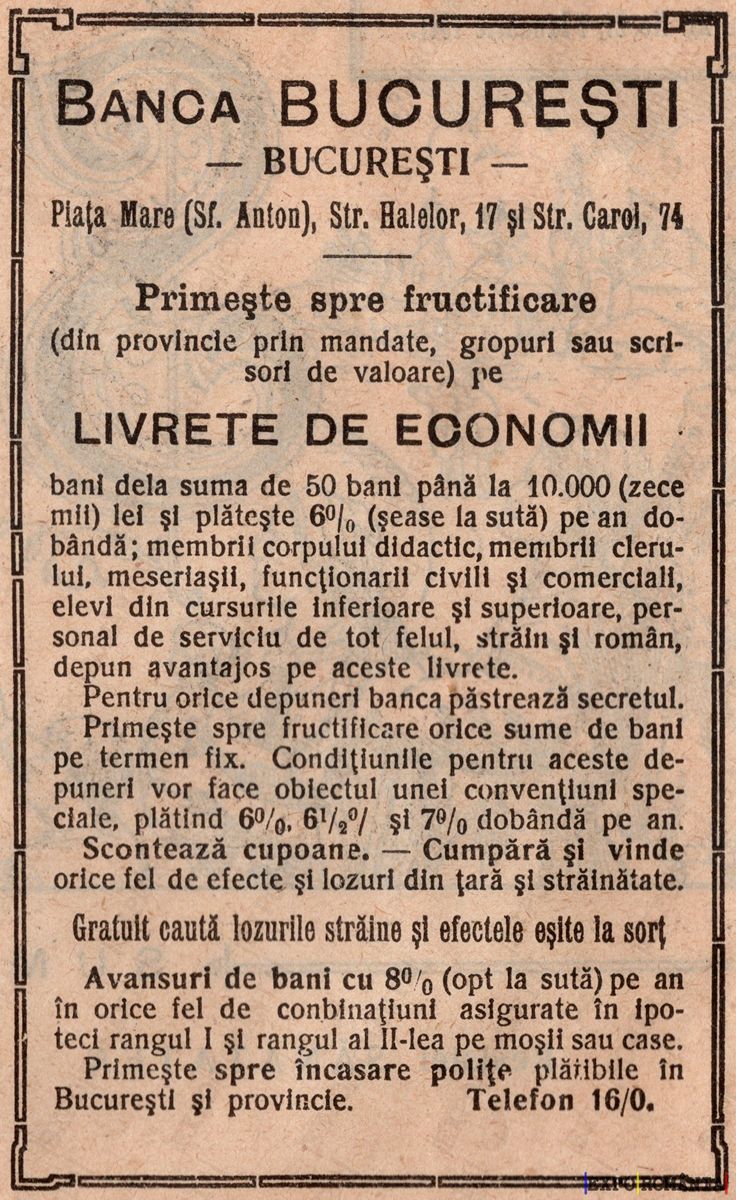 BANCA BUCUREŞTI
— BUCUREŞTI —
Piaţa Mare (Sf. Anton), Str. Halelor, 17 şi Str. Carol, 74
Primeşte spre fructificare
(din provincie prin mandate, gropuri sau scri-
sori de valoare) pe
LIVRETE DE ECONOMII
bani dela suma de 50 bani până la 10.000 (zece
mii) lei şi plăteşte 6% (şease la sută) pe an do-
bândă; membrii corpului didactic, membrii cleru-
lui, meseriaşii, funcţionarii civili şi comerciali,
elevi din cursurile inferioare şi superioare, per-
sonal de serviciu de tot felul, străin şi român,
depun avantajos pe aceste livrete.
Pentru orice depuneri banca păstrează secretul.
Primeşte spre fructificare orice sume de bani
pe termen fix. Condiţiunile pentru aceste de-
puneri vor face obiectul unei convenţiuni spe-
ciale, plătind 6%, 6½% şi 7% dobândă pe an.
Scontează cupoane. — Cumpără şi vinde
orice fel de efecte şi lozuri din ţară şi străinătate.
Gratuit caută lozurile străine şi efectele eşite la sorţ
Avansuri de bani cu 8% (opt la sută) pe an
în orice fel de conbinaţiuni asigurate în ipo-
teci rangul I şi rangul al II-lea pe moşii sau case.
Primeşte spre încasare poliţe plătibile în
Bucureşti şi provincie. Telefon 16/0.
EXPO ROMÂNIA